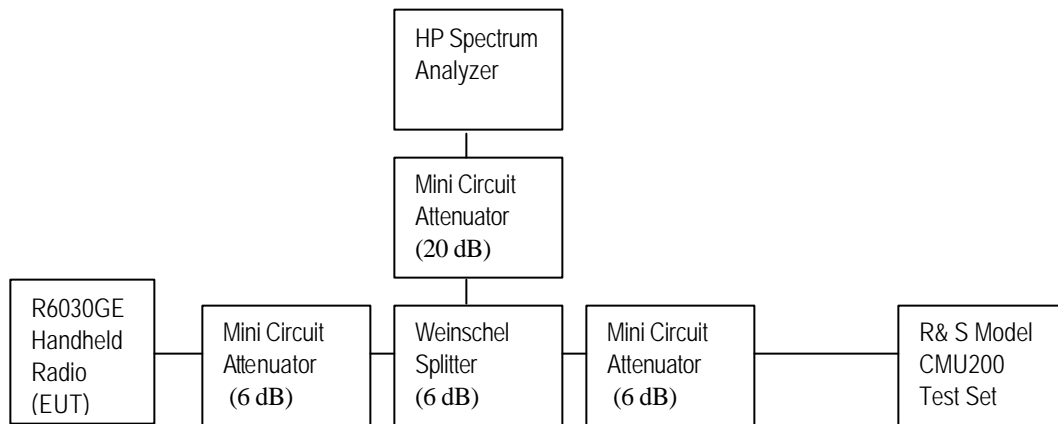 HP Spectrum
Analyzer
Mini Circuit
Attenuator
(20 dB)
R6030GE
Handheld
Radio
(EUT)
Mini Circuit
Attenuator
(6 dB)
Weinschel
Splitter
(6 dB)
Mini Circuit
Attenuator
(6 dB)
R& S Model
CMU200
Test Set